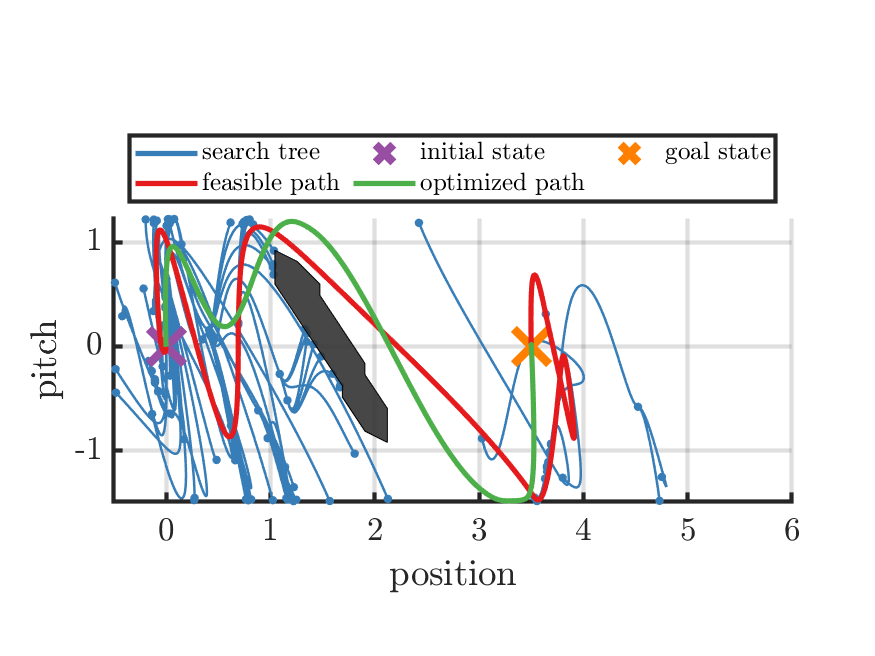 search tree initial state goal state
feasible path optimized path
1
0
-1
0 1 2 3 4 5 6
position
pitch